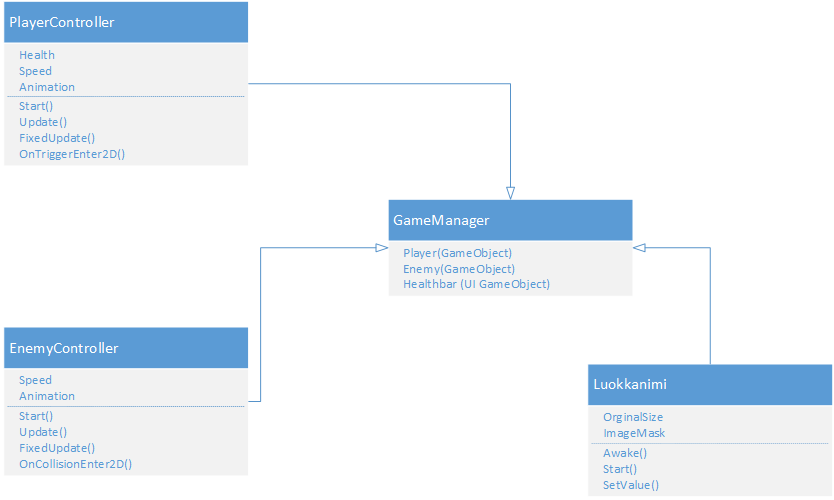 PlayerController
Health
Speed
Animation
Start()
Update()
FixedUpdate()
OnTriggerEnter2D()
GameManager
Player(GameObject)
Enemy(GameObject)
Healthbar (UI GameObject)
EnemyController
Speed
Animation
Start()
Update()
FixedUpdate()
OnCollisionEnter2D()
Luokkanimi
OrginalSize
ImageMask
Awake()
Start()
SetValue()